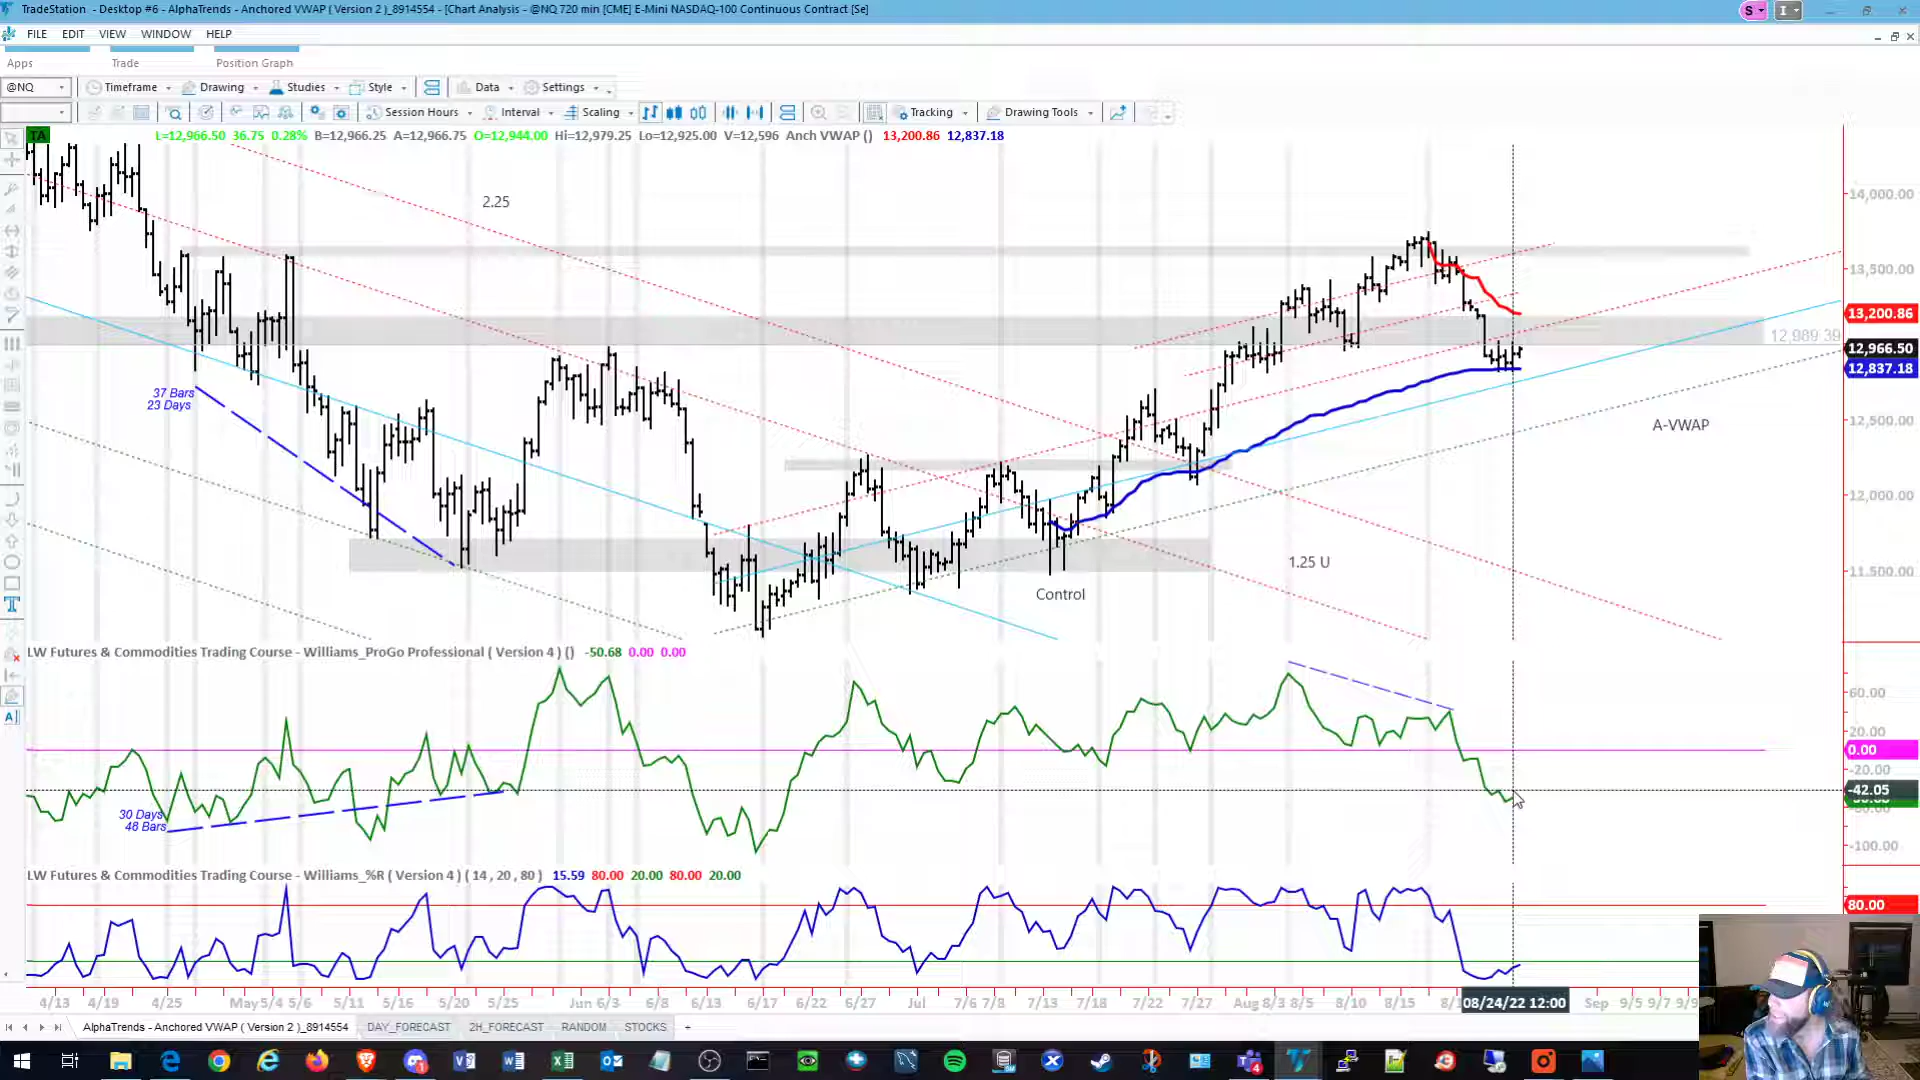 TradeStation - Desktop #6 - AlphaTrends - Anchored VWAP ( Version 2 )_8914554 - [Chart Analysis - @NQ 720 min [CME] E-Mini NASDAQ-100 Continuous Contract [Se]
S
I
FILE EDIT VIEW WINDOW HELP
Apps Trade Position Graph
@NQ Timeframe Drawing Studies Style Data Settings
Session Hours Interval Scaling Tracking Drawing Tools
TA L=12,966.50 36.75 0.28% B=12,966.25 A=12,966.75 O=12,944.00 Hi=12,979.25 Lo=12,925.00 V=12,596 Anch VWAP () 13,200.86 12,837.18
2.25
14,000.00
13,500.00
13,200.86
12,989.39
12,966.50
12,837.18
37 Bars
23 Days
A-VWAP
12,500.00
12,000.00
1.25 U
11,500.00
Control
LW Futures & Commodities Trading Course - Williams_ProGo Professional ( Version 4 ) () -50.68 0.00 0.00
60.00
20.00
0.00
-20.00
-42.05
30 Days
48 Bars
-100.00
LW Futures & Commodities Trading Course - Williams_%R ( Version 4 ) ( 14 , 20 , 80 ) 15.59 80.00 20.00 80.00 20.00
80.00
4/13 4/19 4/25 May 5/4 5/6 5/11 5/16 5/20 5/25 Jun 6/3 6/8 6/13 6/17 6/22 6/27 Jul 7/6 7/8 7/13 7/18 7/22 7/27 Aug 8/3 8/5 8/10 8/15 08/24/22 12:00 Sep 9/5 9/7
AlphaTrends - Anchored VWAP ( Version 2 )_8914554 DAY_FORECAST 2H_FORECAST RANDOM STOCKS +